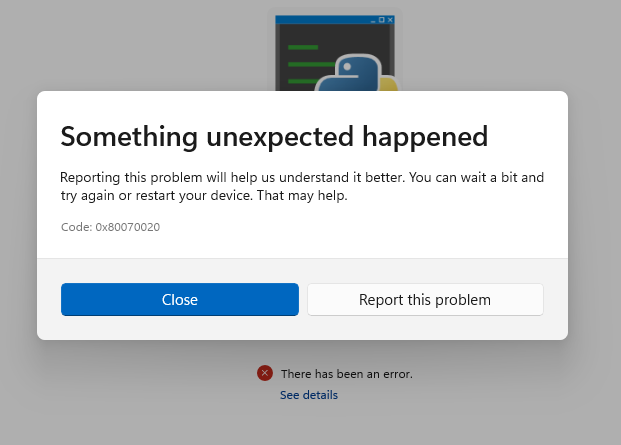 Something unexpected happened
Reporting this problem will help us understand it better. You can wait a bit and
try again or restart your device. That may help.
Code: 0x80070020
Close
Report this problem
There has been an error.
See details